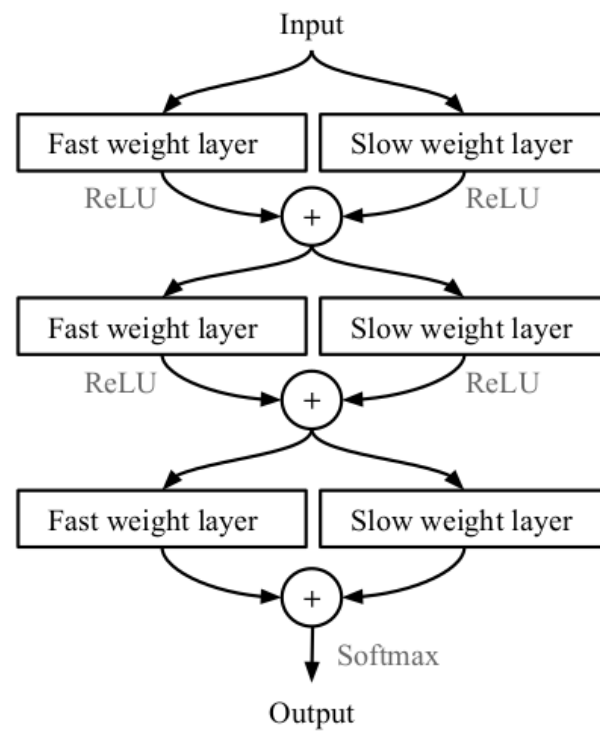 Input
Fast weight layer
Slow weight layer
ReLU
ReLU
+
Fast weight layer
Slow weight layer
ReLU
ReLU
+
Fast weight layer
Slow weight layer
+
Softmax
Output